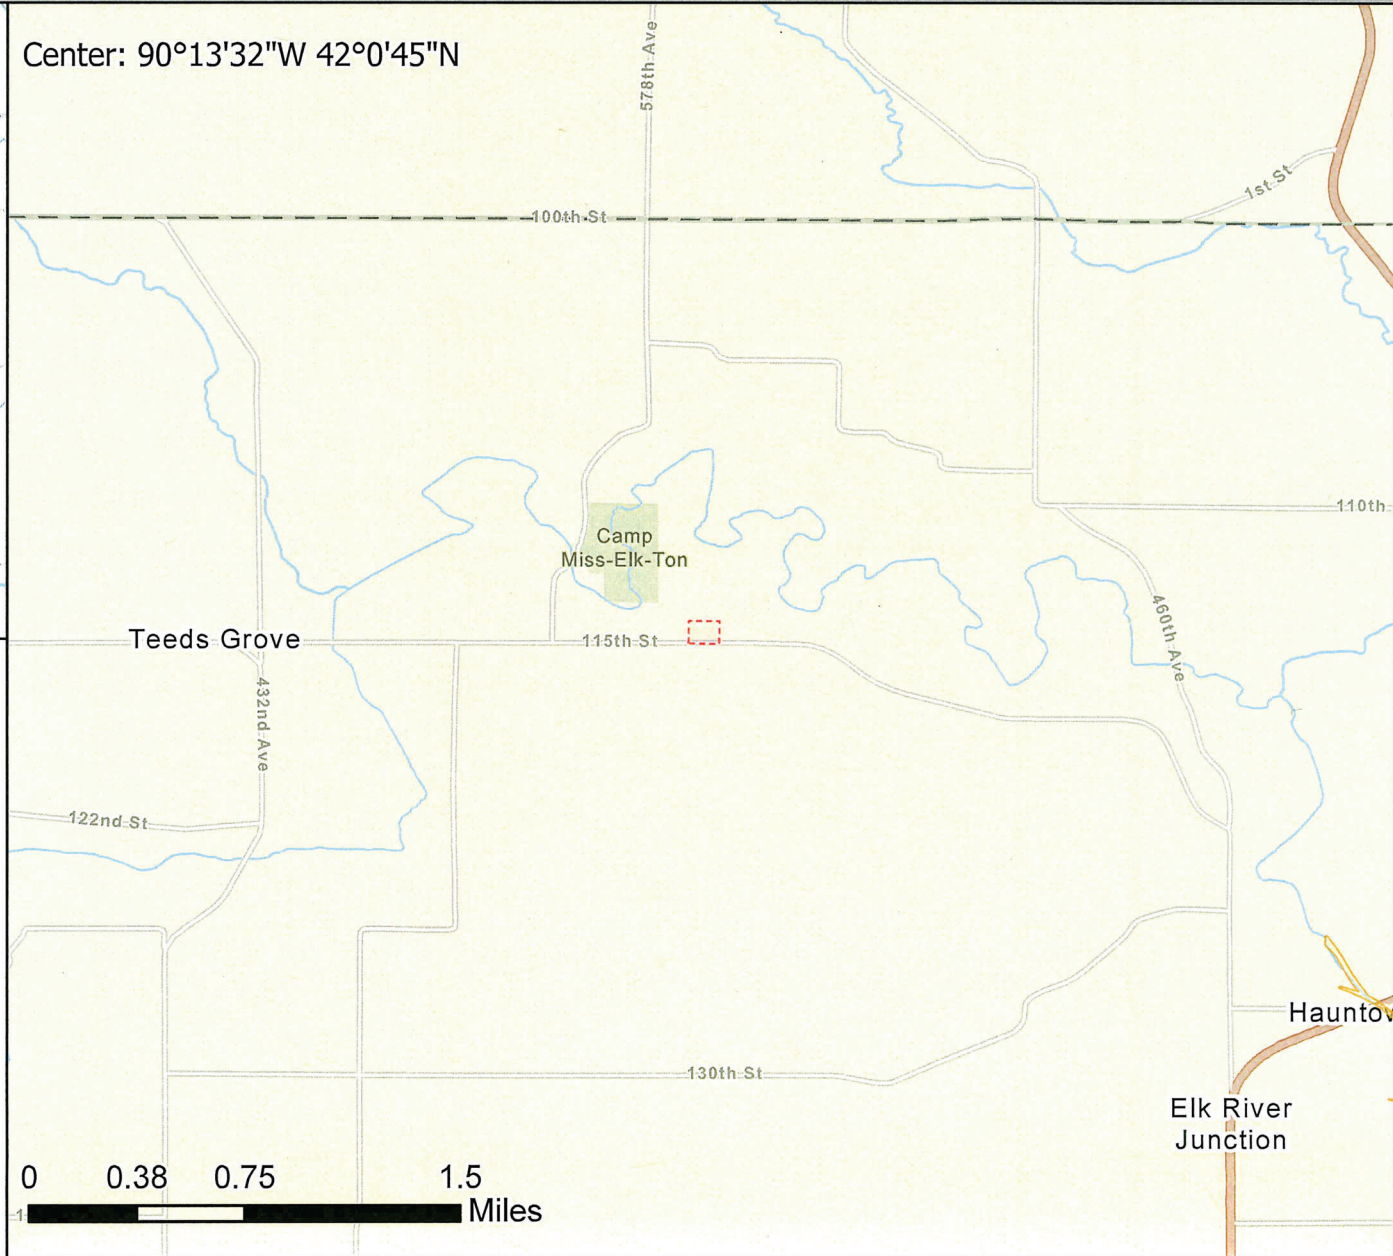 Center: 90°13'32"W 42°0'45"N
578th Ave
1st St
100th St
110th
Camp
Miss-Elk-Ton
460th Ave
Teeds Grove
115th St
432nd Ave
122nd St
Haunto
130th St
Elk River
Junction
0 0.38 0.75 1.5
Miles
1